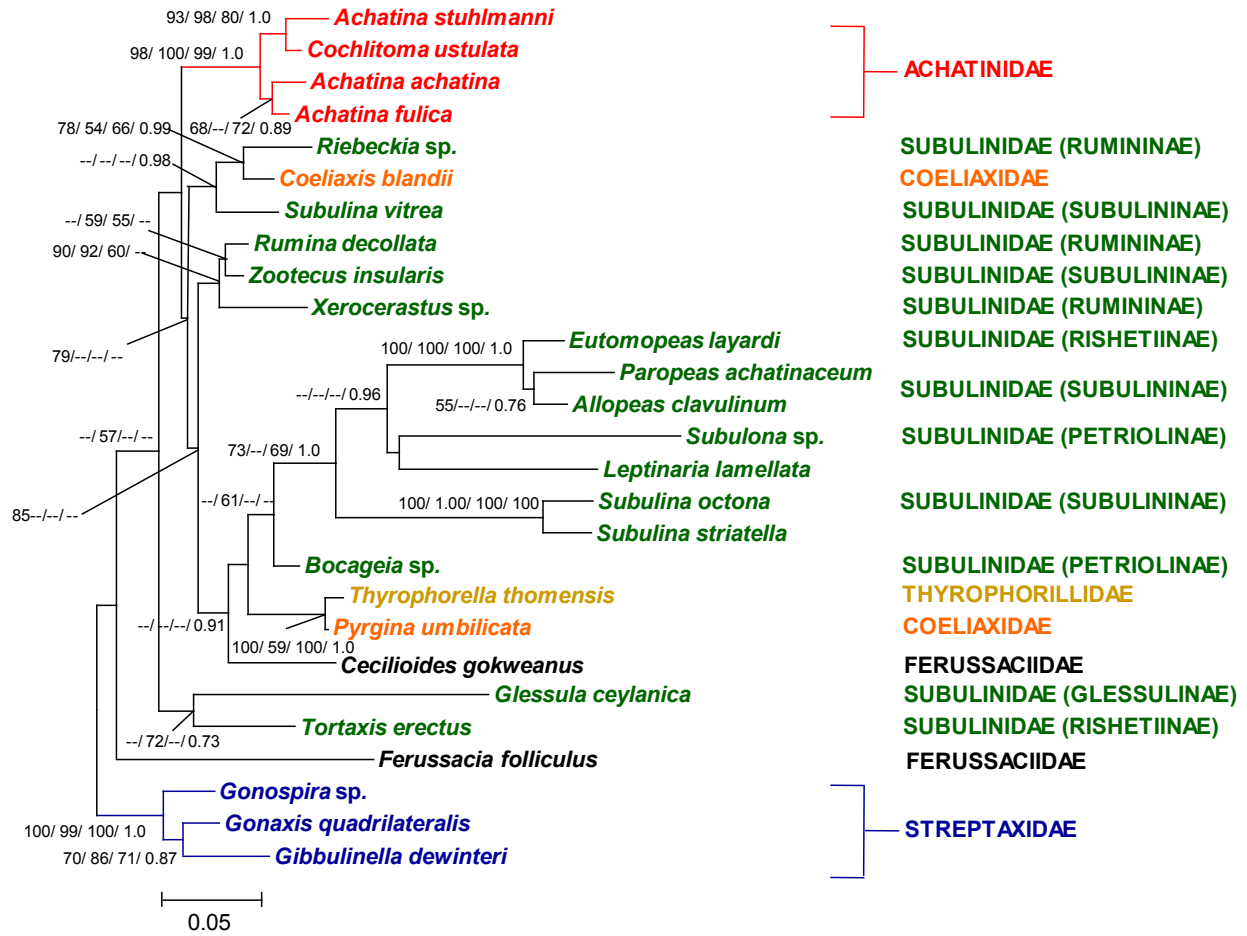 93/ 98/ 80/ 1.0
Achatina stuhlmanni
98/ 100/ 99/ 1.0
Cochlitoma ustulata
ACHATINIDAE
Achatina achatina
Achatina fulica
78/ 54/ 66/ 0.99
68/--/ 72/ 0.89
Riebeckia sp.
SUBULINIDAE (RUMININAE)
--/ --/ --/ 0.98
Coeliaxis blandii
COELIAXIDAE
Subulina vitrea
SUBULINIDAE (SUBULININAE)
--/ 59/ 55/ --
Rumina decollata
SUBULINIDAE (RUMININAE)
90/ 92/ 60/ --
Zootecus insularis
SUBULINIDAE (SUBULININAE)
Xerocerastus sp.
SUBULINIDAE (RUMININAE)
Eutomopeas layardi
SUBULINIDAE (RISHETIINAE)
79/--/--/ --
100/ 100/ 100/ 1.0
Paropeas achatinaceum
SUBULINIDAE (SUBULININAE)
--/--/--/ 0.96
55/--/--/ 0.76
Allopeas clavulinum
--/ 57/--/ --
Subulona sp.
SUBULINIDAE (PETRIOLINAE)
73/--/ 69/ 1.0
Leptinaria lamellata
--/ 61/--/ --
100/ 1.00/ 100/ 100
Subulina octona
SUBULINIDAE (SUBULININAE)
85--/--/ --
Subulina striatella
Bocageia sp.
SUBULINIDAE (PETRIOLINAE)
Thyrophorella thomensis
THYROPHORILLIDAE
--/ --/--/ 0.91
Pyrgina umbilicata
COELIAXIDAE
100/ 59/ 100/ 1.0
Cecilioides gokweanus
FERUSSACIIDAE
Glessula ceylanica
SUBULINIDAE (GLESSULINAE)
Tortaxis erectus
SUBULINIDAE (RISHETIINAE)
--/ 72/--/ 0.73
Ferussacia folliculus
FERUSSACIIDAE
Gonospira sp.
Gonaxis quadrilateralis
STREPTAXIDAE
100/ 99/ 100/ 1.0
Gibbulinella dewinteri
70/ 86/ 71/ 0.87
0.05